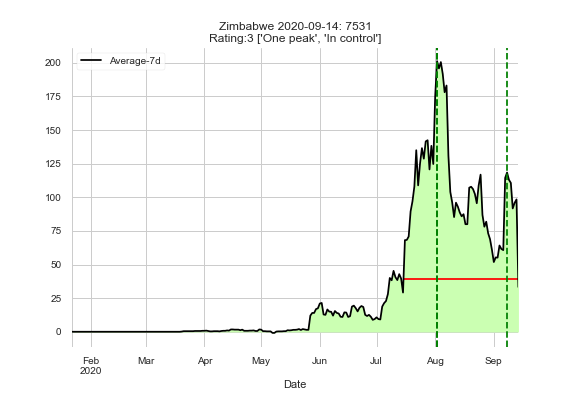 Zimbabwe 2020-09-14: 7531
Rating:3 ['One peak', 'In control']
Average-7d
200
175
150
125
100
75
50
25
0
Feb Mar Apr May Jun Jul Aug Sep
2020
Date